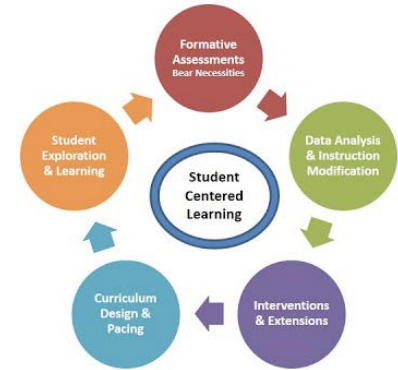 Formative
Assessments
Bear Necessities
Data Analysis
& Instruction
Modification
Interventions
& Extensions
Curriculum
Design &
Pacing
Student
Exploration
& Learning
Student
Centered
Learning